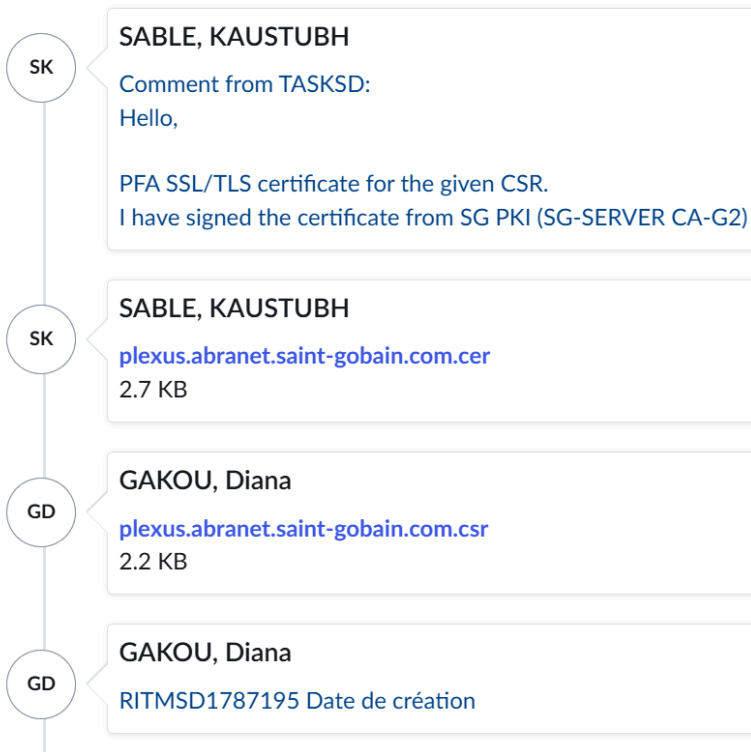 SK
SABLE, KAUSTUBH
Comment from TASKSD:
Hello,
PFA SSL/TLS certificate for the given CSR.
I have signed the certificate from SG PKI (SG-SERVER CA-G2)
SK
SABLE, KAUSTUBH
plexus.abranet.saint-gobain.com.cer
2.7 KB
GD
GAKOU, Diana
plexus.abranet.saint-gobain.com.csr
2.2 KB
GD
GAKOU, Diana
RITMSD1787195 Date de création